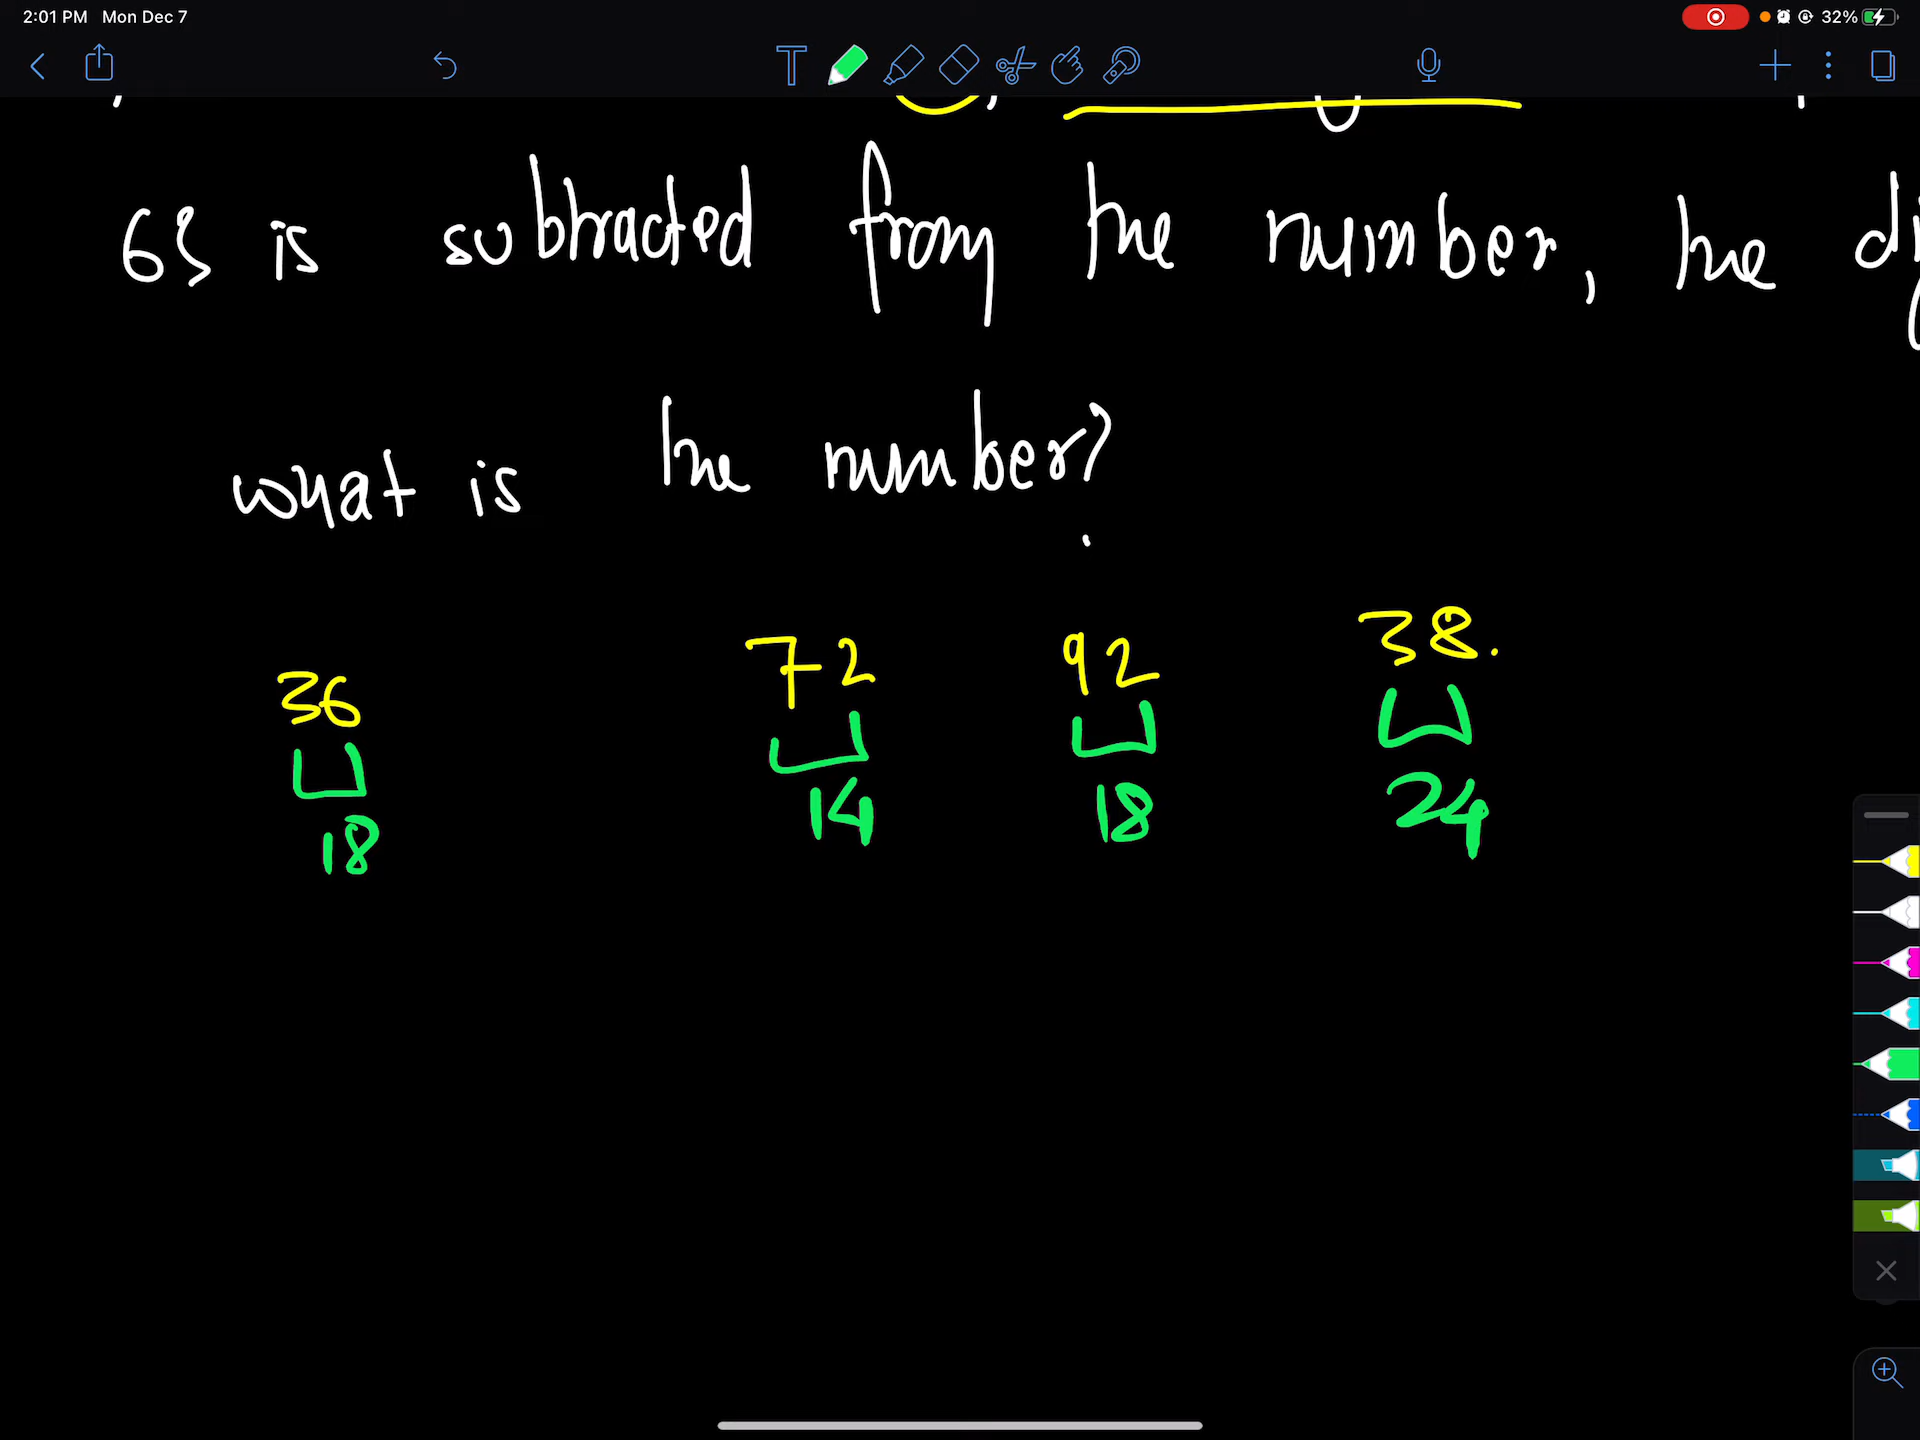 2:01 PM Mon Dec 7
32%
63 is subtracted from the number, the di
what is the number?
36 72 92 38.
18 14 18 24